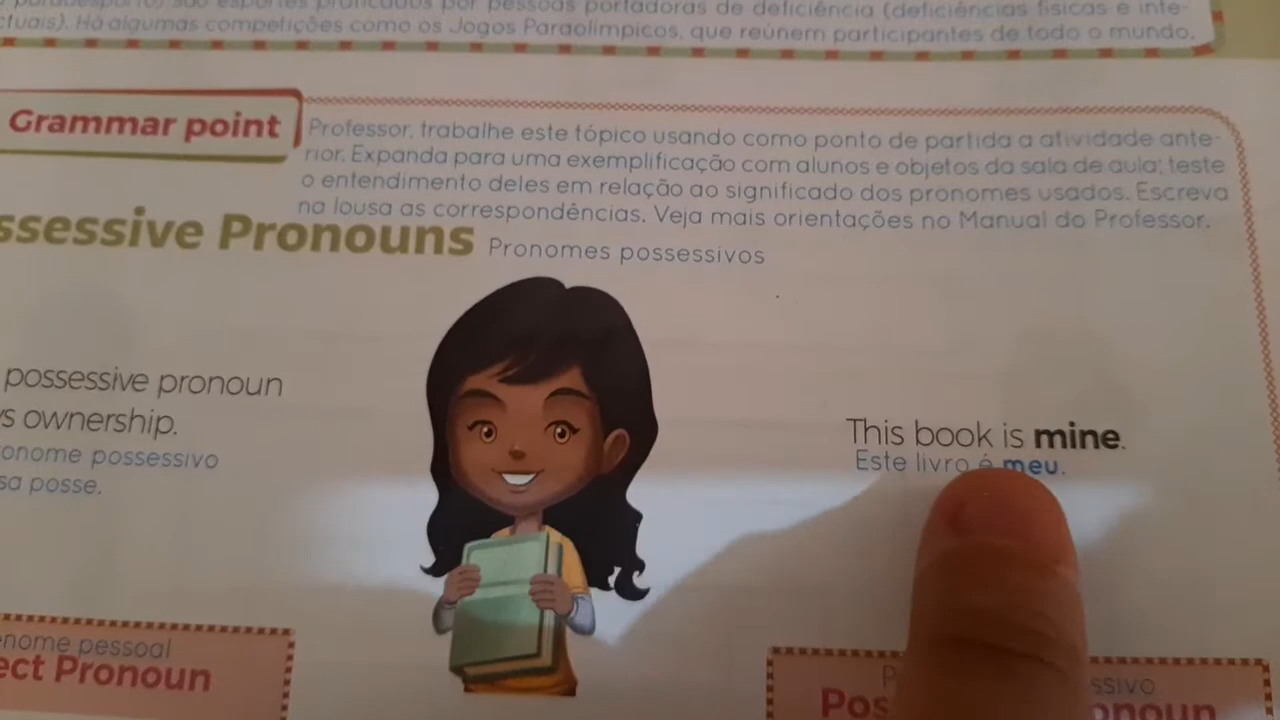 ctuais). Há algumas competições como os Jogos Paraolímpicos, que reúnem participantes de todo o mundo.
Grammar point
Professor, trabalhe este tópico usando como ponto de partida a atividade ante-
rior. Expanda para uma exemplificação com alunos e objetos da sala de aula; teste
o entendimento deles em relação ao significado dos pronomes usados. Escreva
na lousa as correspondências. Veja mais orientações no Manual do Professor.
ssessive Pronouns Pronomes possessivos
possessive pronoun
s ownership.
onome possessivo
sa posse.
This book is mine.
Este livro é meu.
nome pessoal
ect Pronoun
P ssivo
Pos onoun